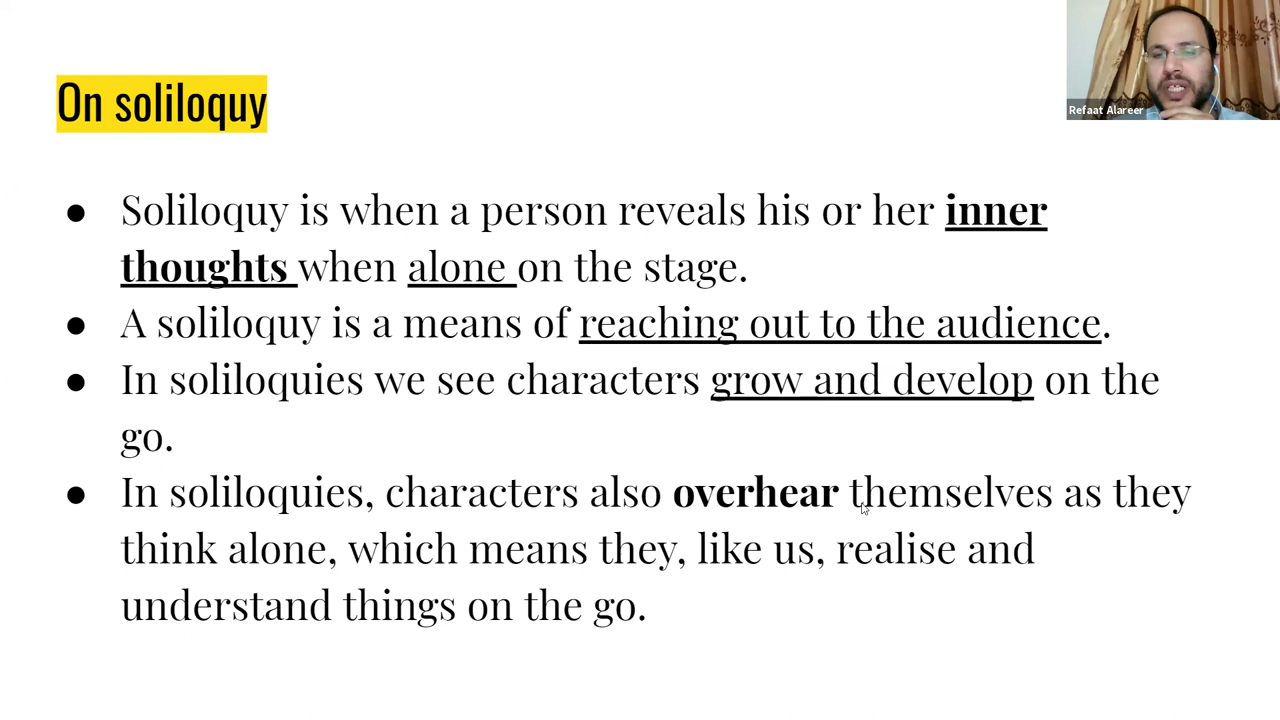 On soliloquy
Refaat Alareer
● Soliloquy is when a person reveals his or her inner
thoughts when alone on the stage.
● A soliloquy is a means of reaching out to the audience.
● In soliloquies we see characters grow and develop on the
go.
● In soliloquies, characters also overhear themselves as they
think alone, which means they, like us, realise and
understand things on the go.